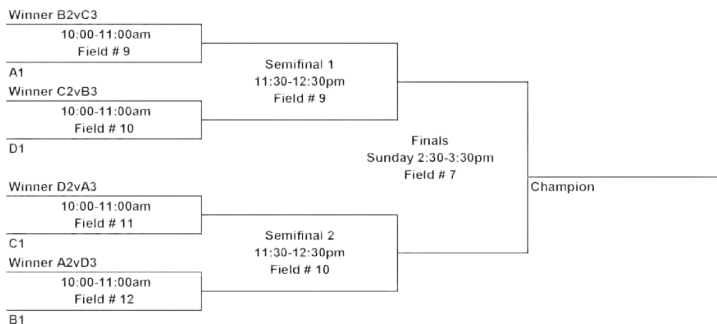 Winner B2vC3
10:00-11:00am
Field # 9
A1
Winner C2vB3
10:00-11:00am
Field # 10
D1
Semifinal 1
11:30-12:30pm
Field # 9
Finals
Sunday 2:30-3:30pm
Field # 7
Champion
Winner D2vA3
10:00-11:00am
Field # 11
C1
Winner A2vD3
10:00-11:00am
Field # 12
B1
Semifinal 2
11:30-12:30pm
Field # 10